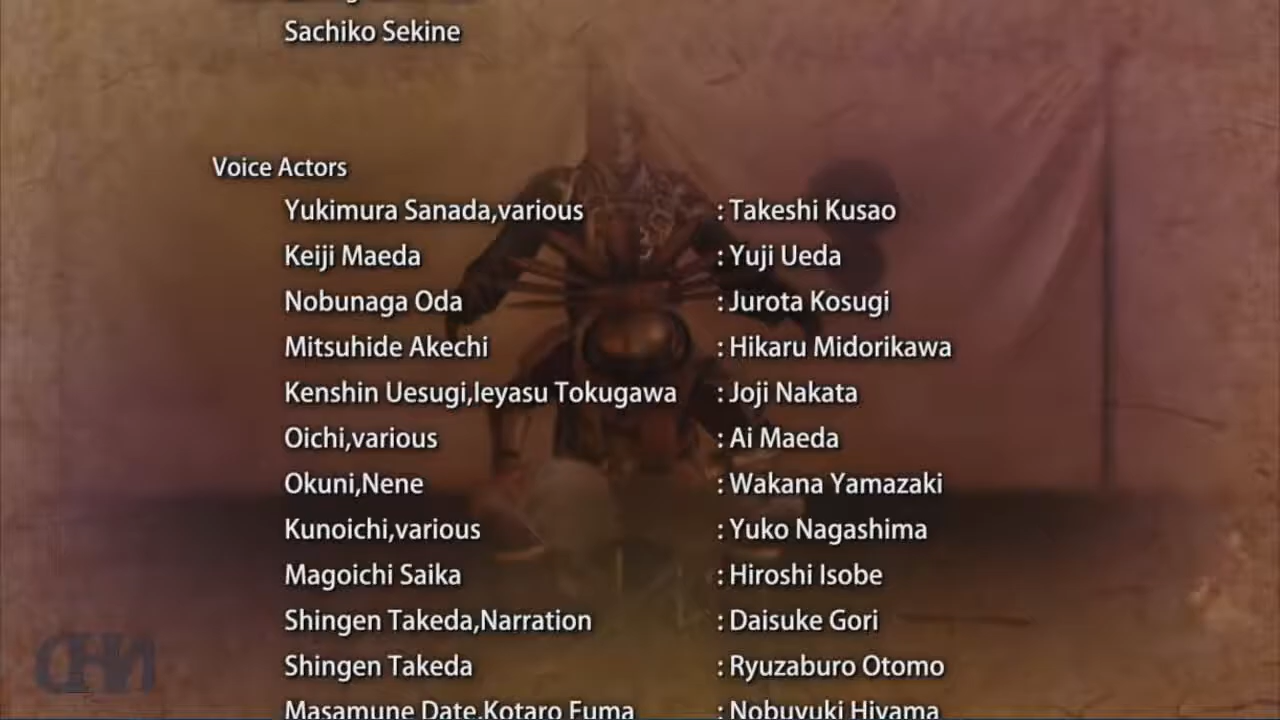 Sachiko Sekine
Voice Actors
Yukimura Sanada,various : Takeshi Kusao
Keiji Maeda : Yuji Ueda
Nobunaga Oda : Jurota Kosugi
Mitsuhide Akechi : Hikaru Midorikawa
Kenshin Uesugi,Ieyasu Tokugawa : Joji Nakata
Oichi,various : Ai Maeda
Okuni,Nene : Wakana Yamazaki
Kunoichi,various : Yuko Nagashima
Magoichi Saika : Hiroshi Isobe
Shingen Takeda,Narration : Daisuke Gori
Shingen Takeda : Ryuzaburo Otomo
Masamune Date,Kotaro Fuma : Nobuyuki Hiyama